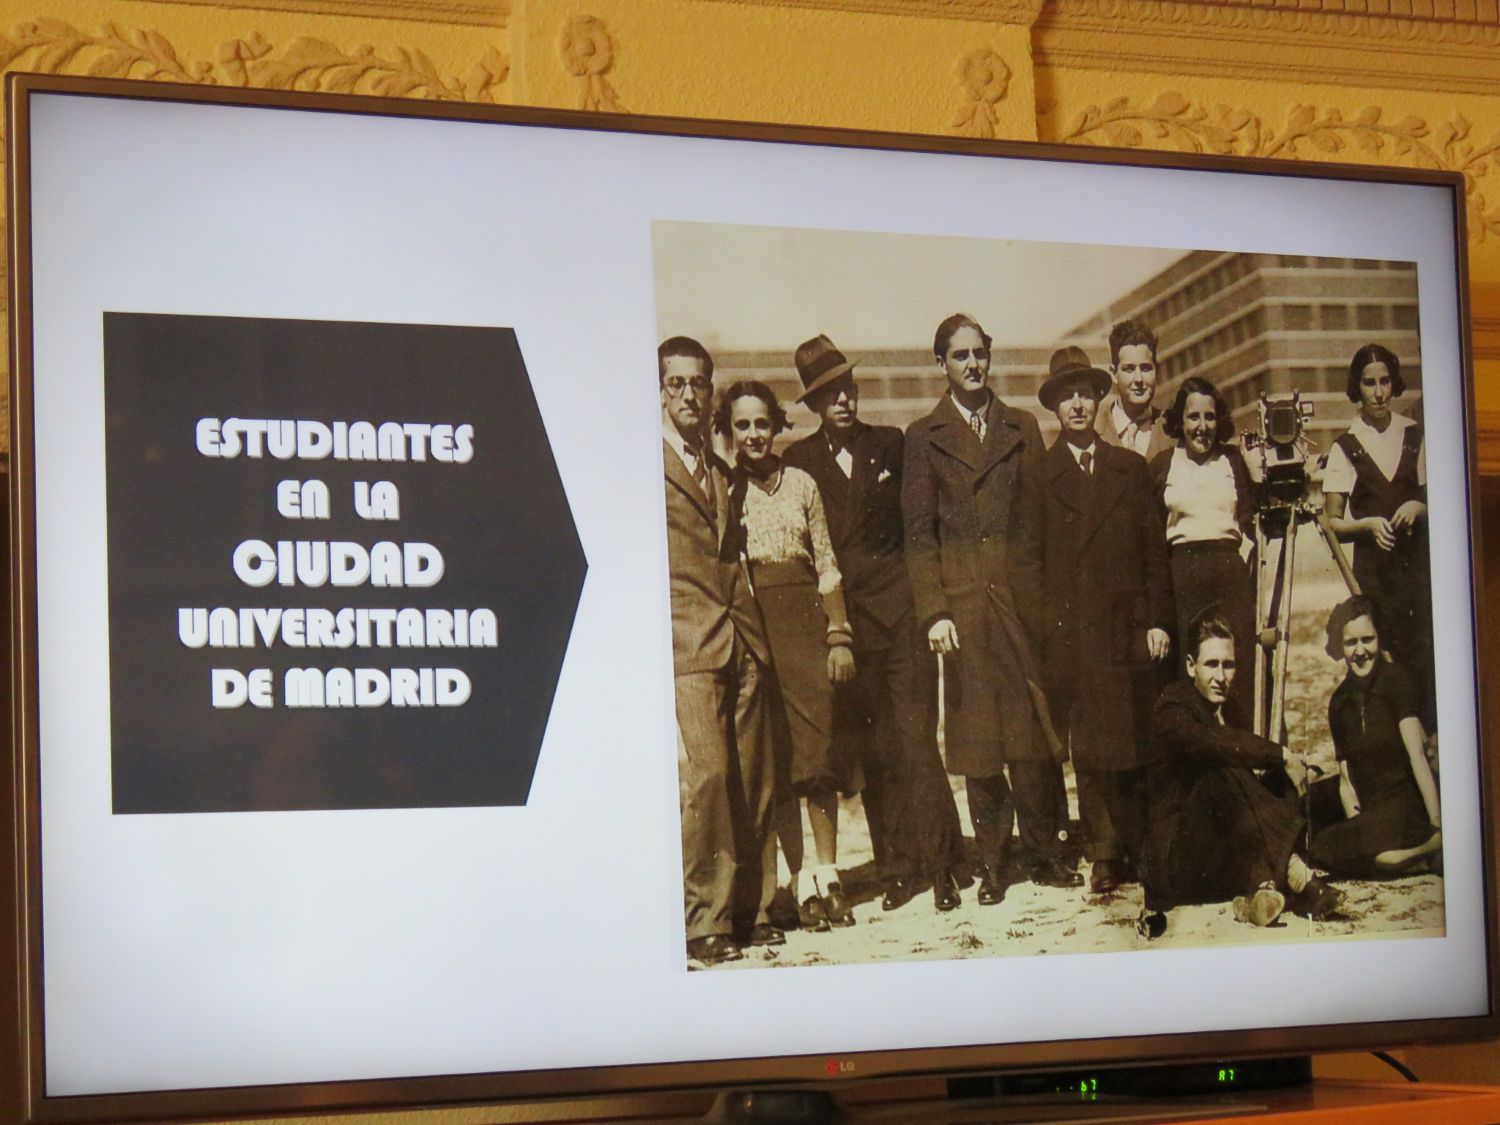 ESTUDIANTES
EN LA
CIUDAD
UNIVERSITARIA
DE MADRID
LG